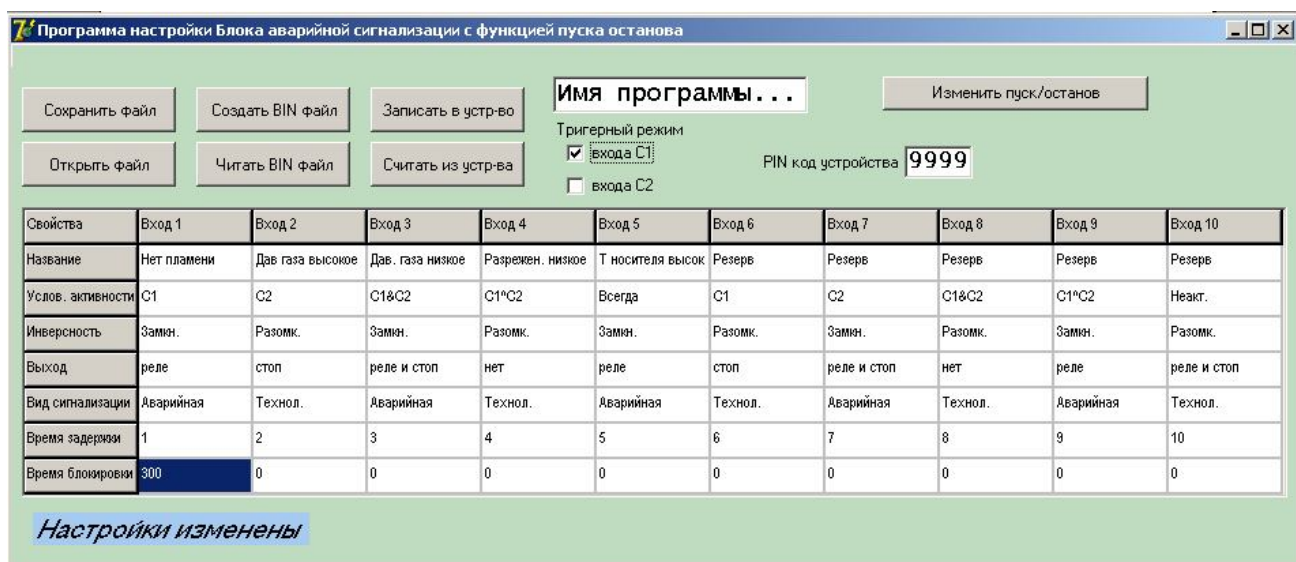 Программа настройки Блока аварийной сигнализации с функцией пуска останова
Сохранить файл Создать BIN файл Записать в устр-во Имя программы... Изменить пуск/останов
Тригерный режим
Открыть файл Читать BIN файл Считать из устр-ва входа С1 PIN код устройства 9999
входа С2
Свойства Вход 1 Вход 2 Вход 3 Вход 4 Вход 5 Вход 6 Вход 7 Вход 8 Вход 9 Вход 10
Название Нет пламени Дав газа высокое Дав. газа низкое Разрежен. низкое Т носителя высок Резерв Резерв Резерв Резерв Резерв
Услов. активности С1 С2 С1&С2 С1^С2 Всегда С1 С2 С1&С2 С1^С2 Неакт.
Инверсность Замкн. Разомк. Замкн. Разомк. Замкн. Разомк. Замкн. Разомк. Замкн. Разомк.
Выход реле стоп реле и стоп нет реле стоп реле и стоп нет реле реле и стоп
Вид сигнализации Аварийная Технол. Аварийная Технол. Аварийная Технол. Аварийная Технол. Аварийная Технол.
Время задержки 1 2 3 4 5 6 7 8 9 10
Время блокировки 300 0 0 0 0 0 0 0 0 0
Настройки изменены